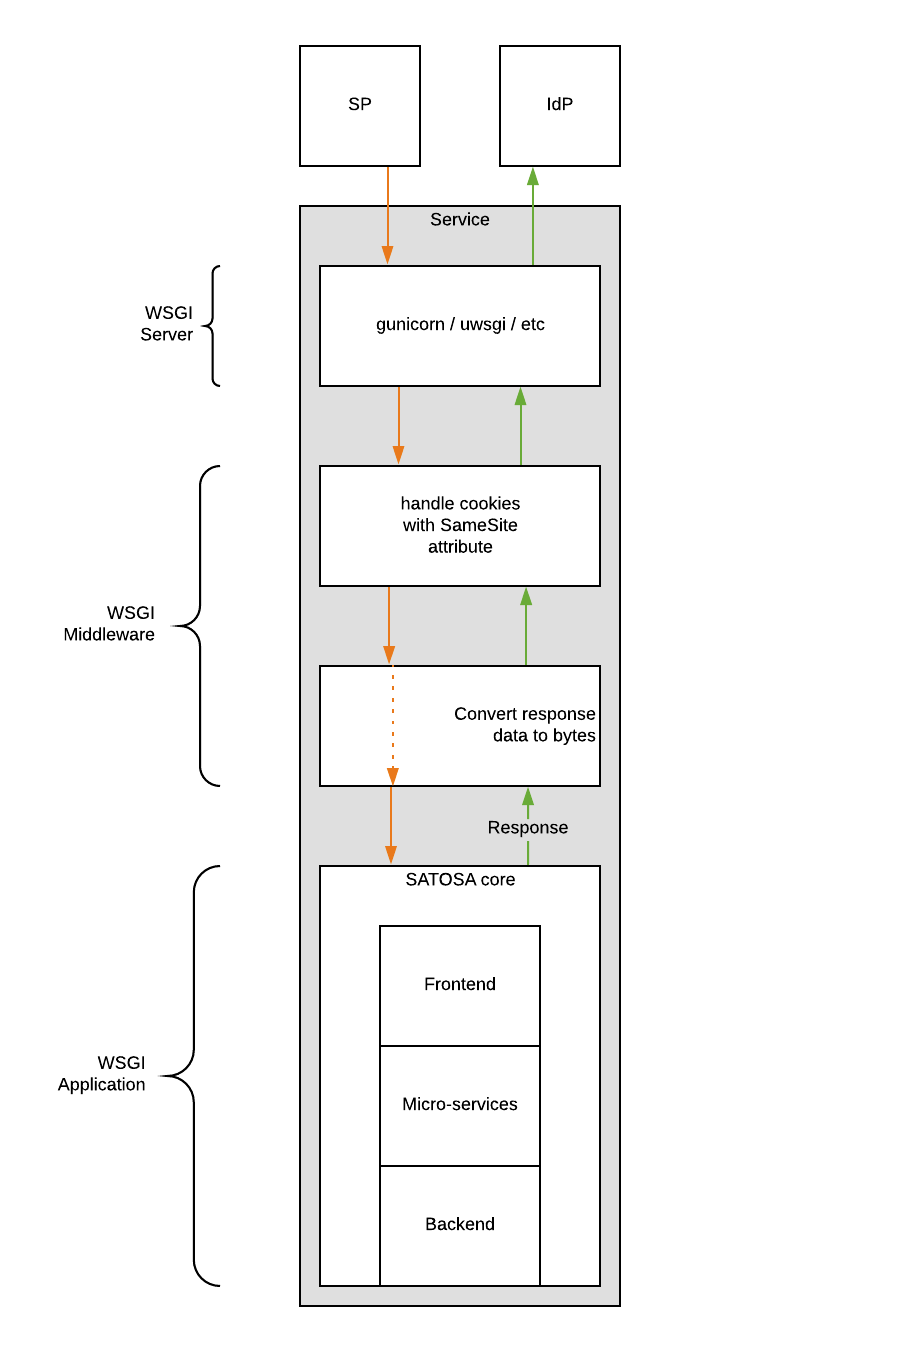 SP
IdP
Service
WSGI
Server
gunicorn / uwsgi / etc
handle cookies
with SameSite
attribute
WSGI
Middleware
Convert response
data to bytes
Response
SATOSA core
Frontend
WSGI
Application
Micro-services
Backend